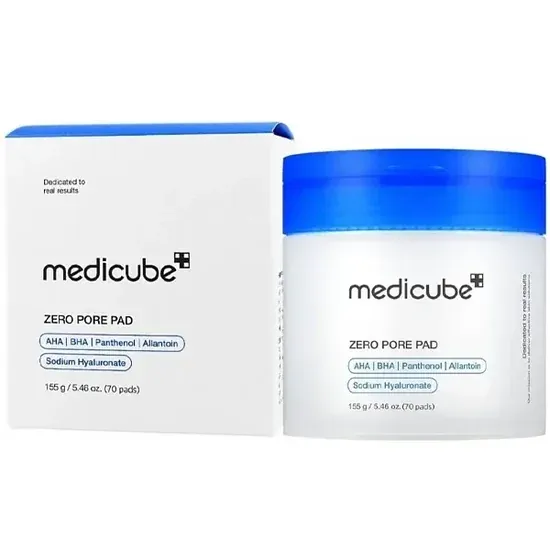 Dedicated to
real results
medicube
ZERO PORE PAD
AHA | BHA | Panthenol | Allantoin
Sodium Hyaluronate
155 g / 5.46 oz. (70 pads)
medicube
ZERO PORE PAD
AHA | BHA | Panthenol | Allantoin
Sodium Hyaluronate
155 g / 5.46 oz. (70 pads)
Dedicated to real results.